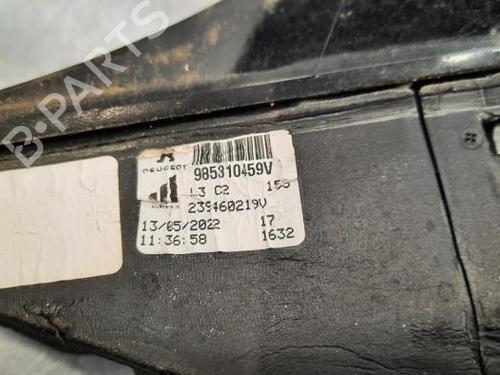 B-PARTS
PEUGEOT 985310459V
L3 C2 155
239460219V
13/05/2022 17
11:36:58 1632